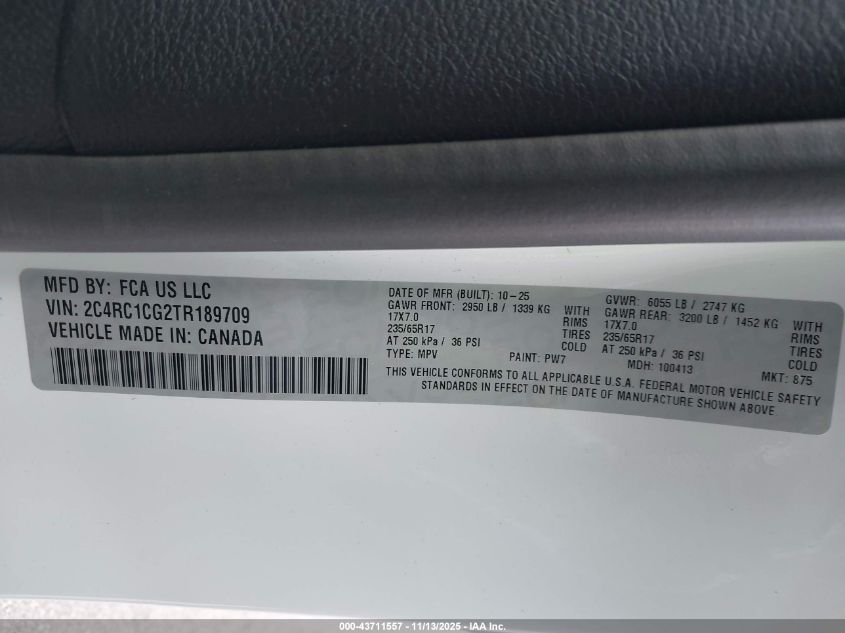 MFD BY: FCA US LLC
VIN: 2C4RC1CG2TR189709
VEHICLE MADE IN: CANADA
DATE OF MFR (BUILT): 10-25
GAWR FRONT: 2950 LB / 1339 KG WITH
17X7.0 RIMS
235/65R17 TIRES
AT 250 kPa / 36 PSI COLD
TYPE: MPV PAINT: PW7
GVWR: 6055 LB / 2747 KG
GAWR REAR: 3200 LB / 1452 KG WITH
17X7.0 RIMS
235/65R17 TIRES
AT 250 kPa / 36 PSI COLD
MDH: 100413 MKT: 875
THIS VEHICLE CONFORMS TO ALL APPLICABLE U.S.A. FEDERAL MOTOR VEHICLE SAFETY
STANDARDS IN EFFECT ON THE DATE OF MANUFACTURE SHOWN ABOVE
000-43711557 - 11/13/2025 - IAA Inc.